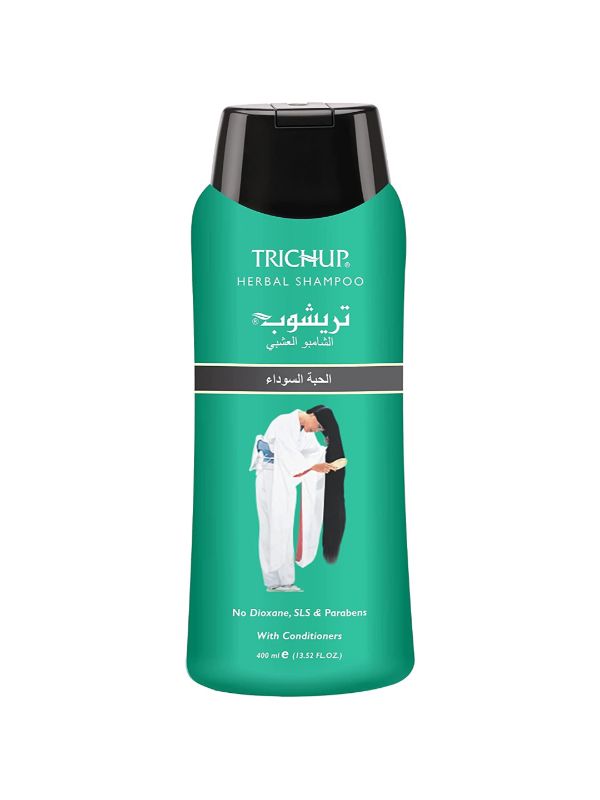 TRICHUP®
HERBAL SHAMPOO
تريشوب®
الشامبو العشبي
الحبة السوداء
No Dioxane, SLS & Parabens
With Conditioners
400 ml e (13.52 FL.OZ.)